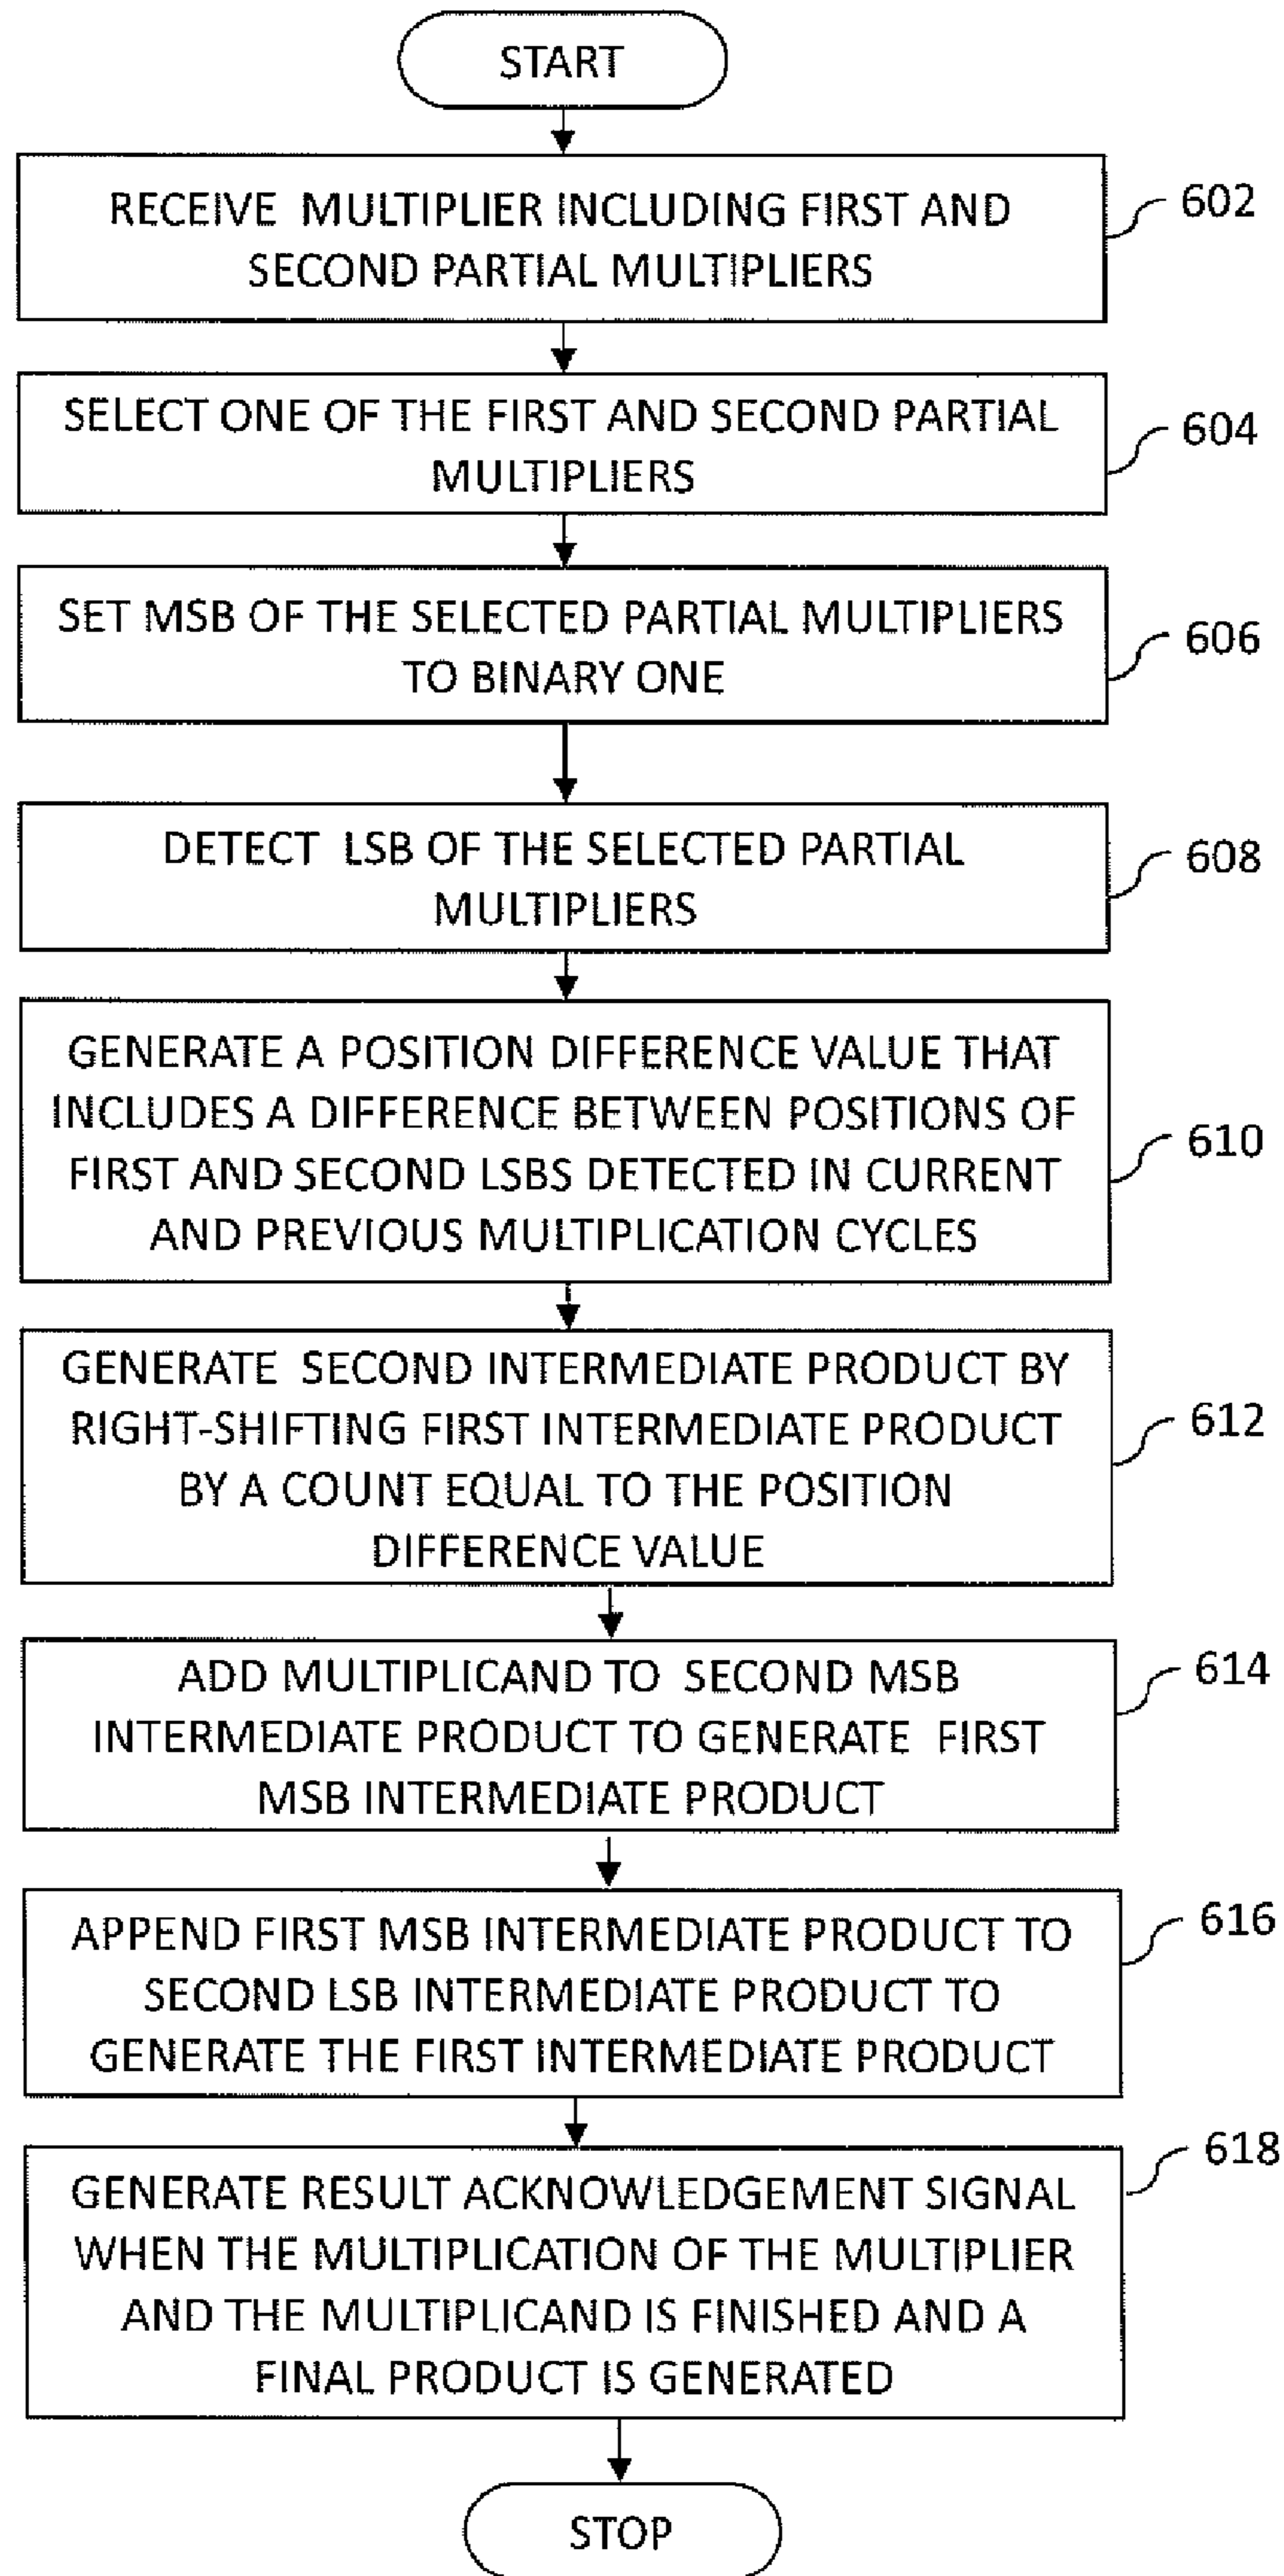 START
RECEIVE MULTIPLIER INCLUDING FIRST AND
SECOND PARTIAL MULTIPLIERS
602
SELECT ONE OF THE FIRST AND SECOND PARTIAL
MULTIPLIERS
604
SET MSB OF THE SELECTED PARTIAL MULTIPLIERS
TO BINARY ONE
606
DETECT LSB OF THE SELECTED PARTIAL
MULTIPLIERS
608
GENERATE A POSITION DIFFERENCE VALUE THAT
INCLUDES A DIFFERENCE BETWEEN POSITIONS OF
FIRST AND SECOND LSBS DETECTED IN CURRENT
AND PREVIOUS MULTIPLICATION CYCLES
610
GENERATE SECOND INTERMEDIATE PRODUCT BY
RIGHT-SHIFTING FIRST INTERMEDIATE PRODUCT
BY A COUNT EQUAL TO THE POSITION
DIFFERENCE VALUE
612
ADD MULTIPLICAND TO SECOND MSB
INTERMEDIATE PRODUCT TO GENERATE FIRST
MSB INTERMEDIATE PRODUCT
614
APPEND FIRST MSB INTERMEDIATE PRODUCT TO
SECOND LSB INTERMEDIATE PRODUCT TO
GENERATE THE FIRST INTERMEDIATE PRODUCT
616
GENERATE RESULT ACKNOWLEDGEMENT SIGNAL
WHEN THE MULTIPLICATION OF THE MULTIPLIER
AND THE MULTIPLICAND IS FINISHED AND A
FINAL PRODUCT IS GENERATED
618
STOP